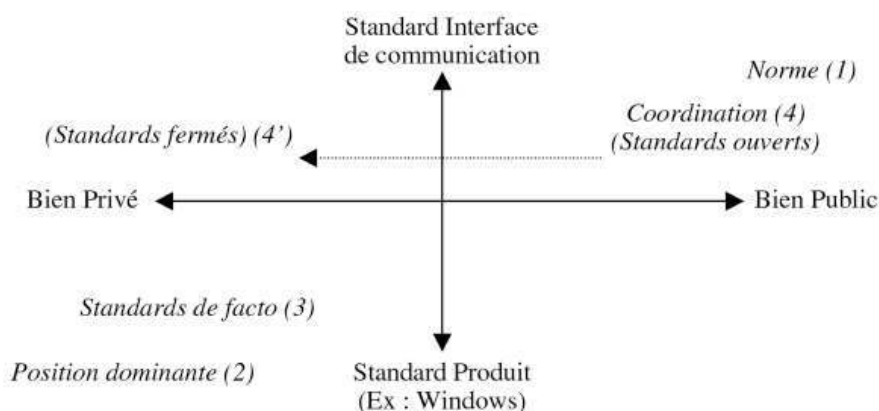 Standard Interface
de communication
Norme (1)
Coordination (4)
(Standards ouverts)
(Standards fermés) (4’)
Bien Privé
Bien Public
Standards de facto (3)
Position dominante (2)
Standard Produit
(Ex : Windows)